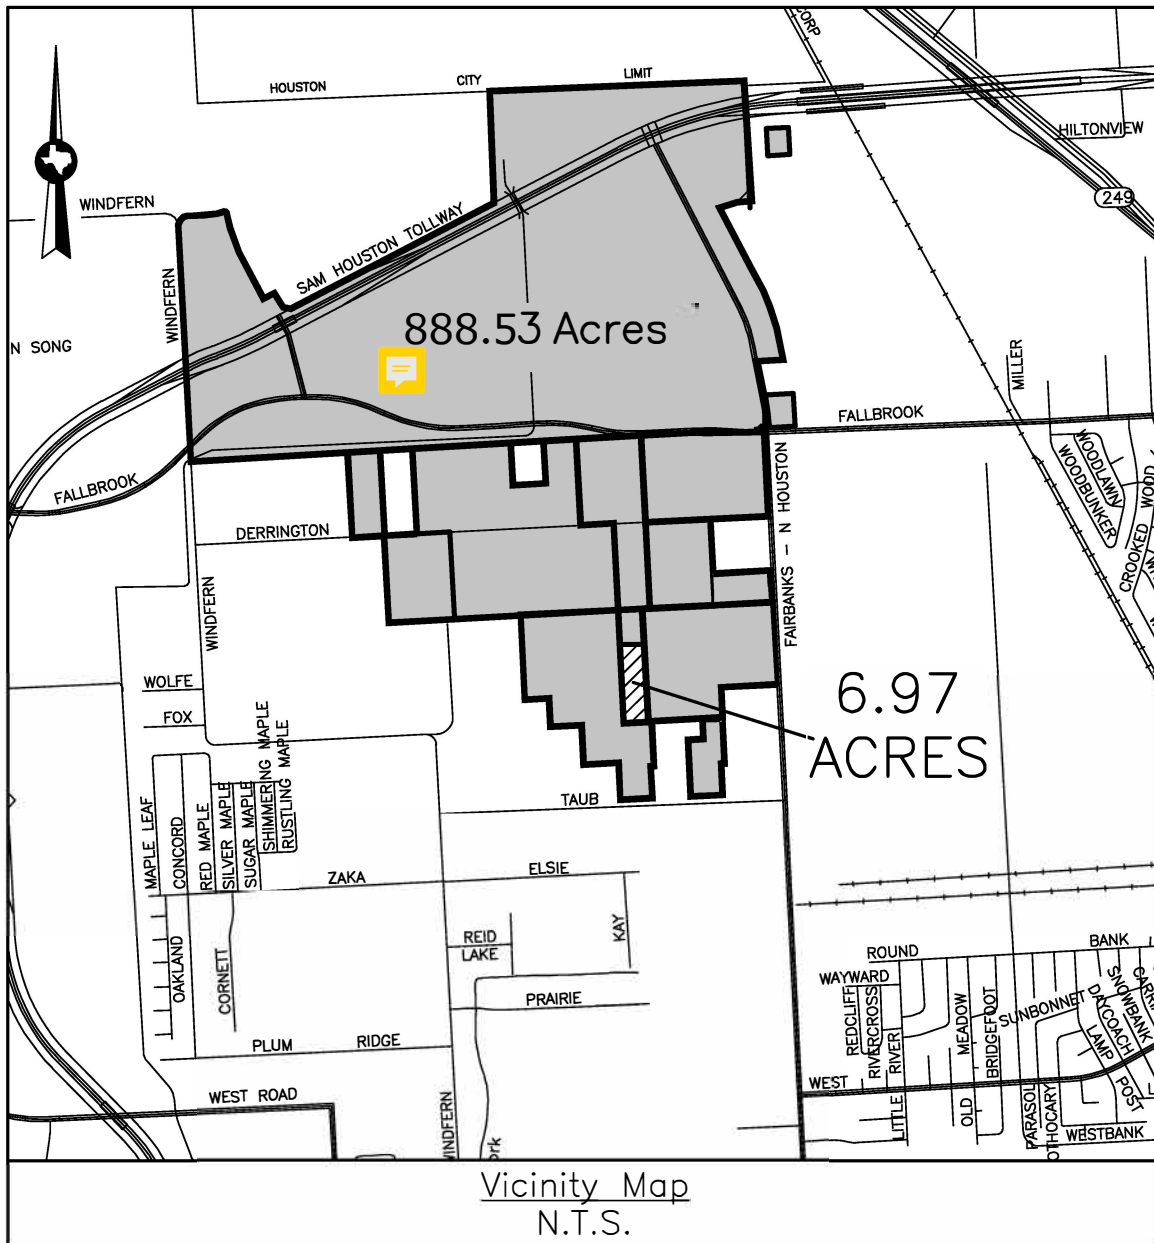 CORP
HOUSTON CITY LIMIT
HILTONVIEW
249
WINDFERN
SAM HOUSTON TOLLWAY
WINDFERN
N SONG
888.53 Acres
MILLER
FALLBROOK
FALLBROOK
WOODLAWN
WOODBUNKER
WOOD
CROOKED
DERRINGTON
FAIRBANKS - N HOUSTON
WINDFERN
WOLFE
FOX
6.97
ACRES
MAPLE LEAF
CONCORD
RED MAPLE
SILVER MAPLE
SUGAR MAPLE
SHIMMERING MAPLE
RUSTLING MAPLE
TAUB
ZAKA
ELSIE
KAY
REID
LAKE
OAKLAND
CORNETT
PRAIRIE
PLUM RIDGE
WEST ROAD
WINDFERN
ork
ROUND
BANK
WAYWARD
REDCLIFF
RIVERCROSS
LITTLE RIVER
OLD MEADOW
BRIDGEFOOT
SUNBONNET
DAYCOACH
SNOWBANK
CARRI
LAMP POST
WEST
PARASOL
OTHOCARY
WESTBANK
Vicinity Map
N.T.S.